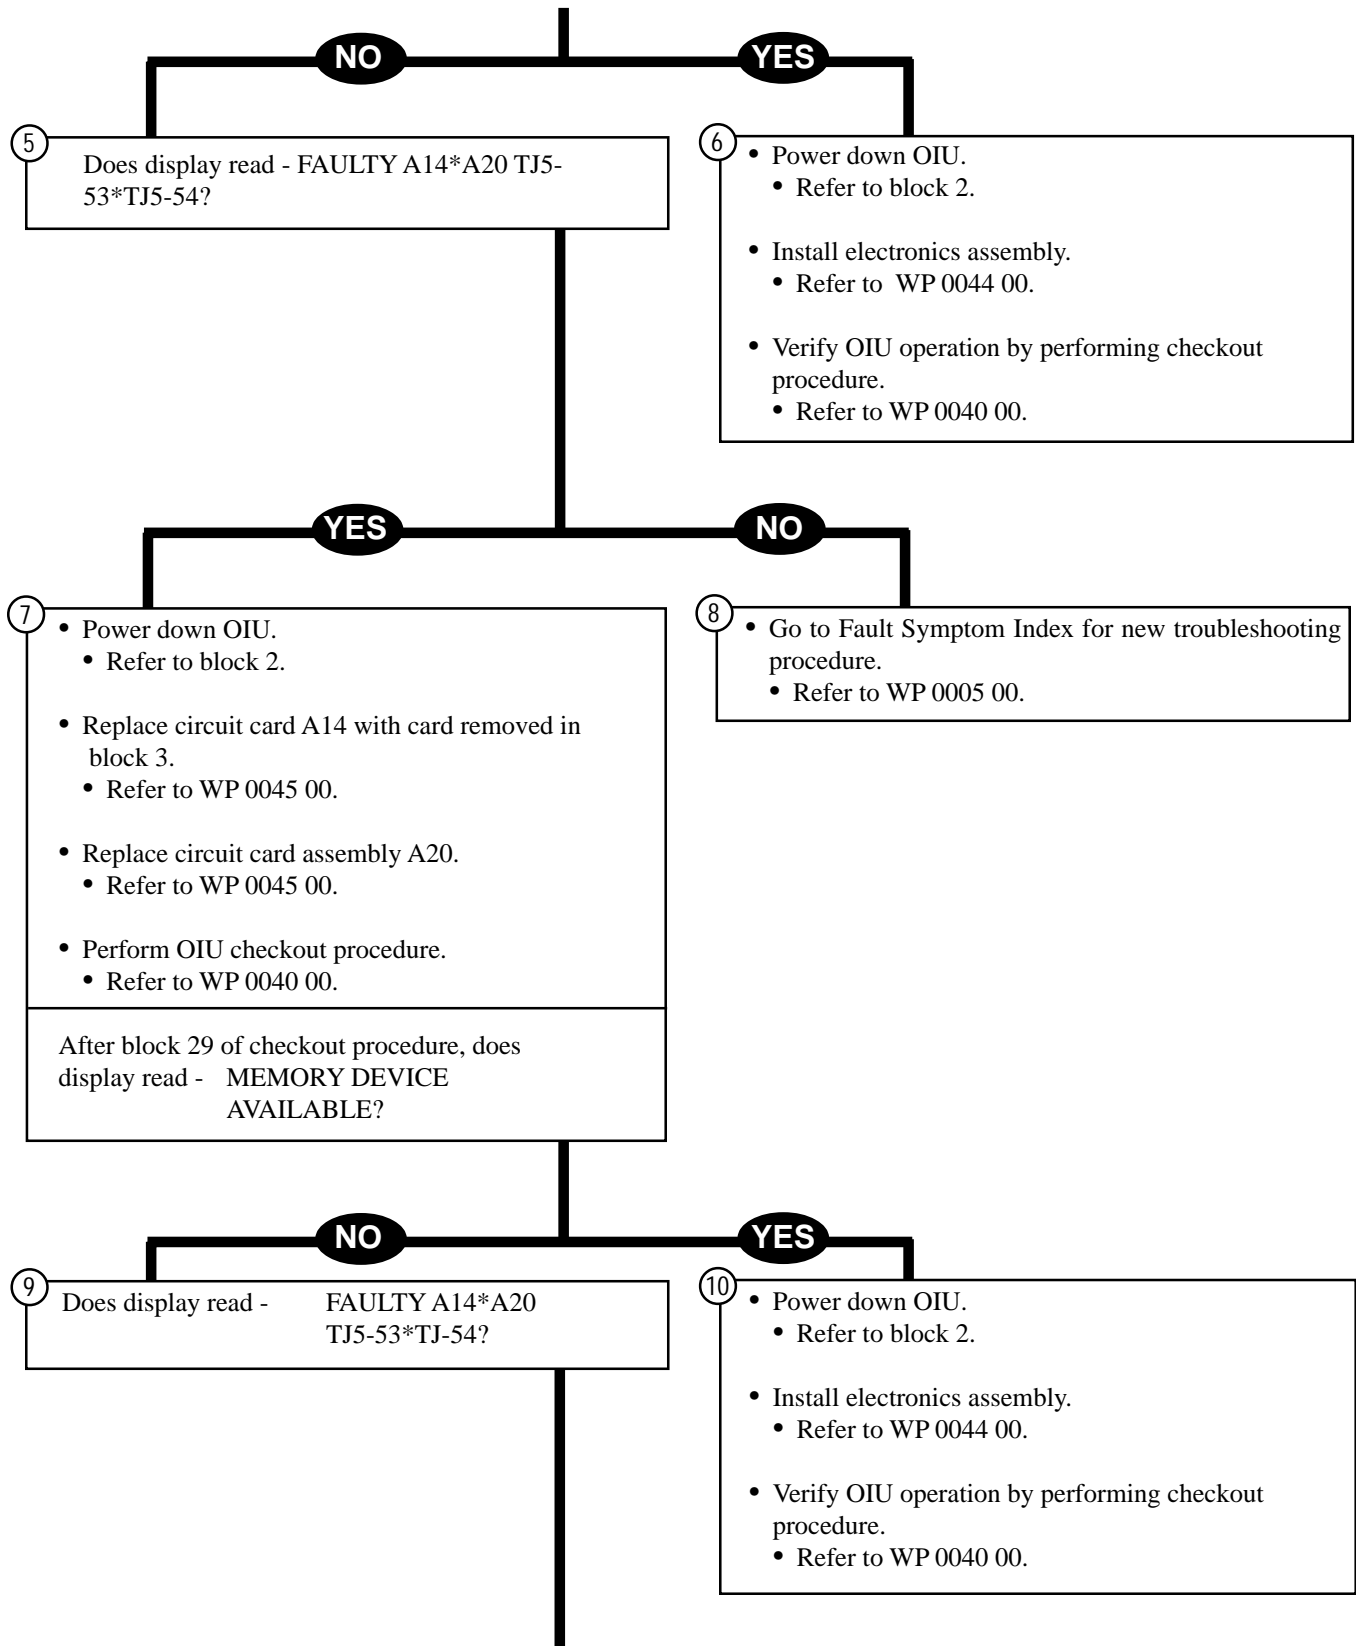 NO
YES
5
Does display read - FAULTY A14*A20 TJ5-
53*TJ5-54?
6
• Power down OIU.
• Refer to block 2.
• Install electronics assembly.
• Refer to WP 0044 00.
• Verify OIU operation by performing checkout
procedure.
• Refer to WP 0040 00.
YES
NO
7
• Power down OIU.
• Refer to block 2.
• Replace circuit card A14 with card removed in
block 3.
• Refer to WP 0045 00.
• Replace circuit card assembly A20.
• Refer to WP 0045 00.
• Perform OIU checkout procedure.
• Refer to WP 0040 00.
After block 29 of checkout procedure, does
display read - MEMORY DEVICE
AVAILABLE?
8
• Go to Fault Symptom Index for new troubleshooting
procedure.
• Refer to WP 0005 00.
NO
YES
9
Does display read - FAULTY A14*A20
TJ5-53*TJ-54?
10
• Power down OIU.
• Refer to block 2.
• Install electronics assembly.
• Refer to WP 0044 00.
• Verify OIU operation by performing checkout
procedure.
• Refer to WP 0040 00.